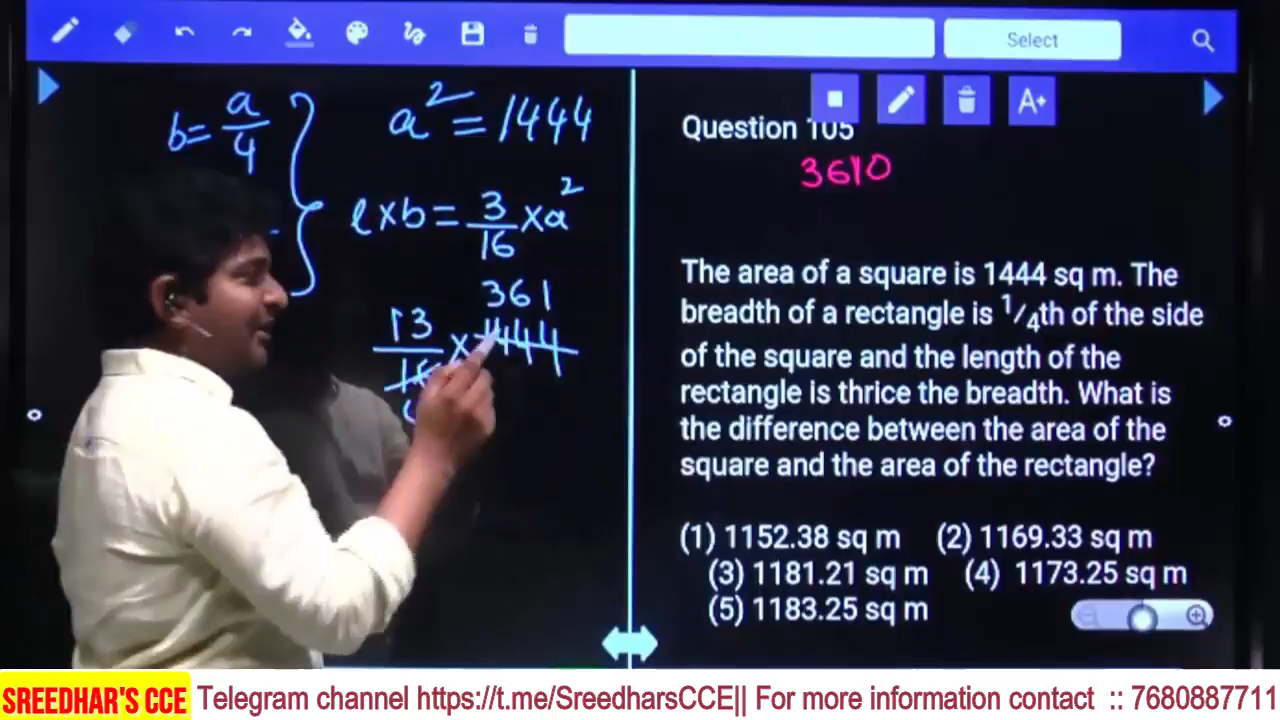 Select
b = a/4
a² = 1444
l × b = 3/16 × a²
361
13
× 1444
Question 105
3610
The area of a square is 1444 sq m. The
breadth of a rectangle is 1/4th of the side
of the square and the length of the
rectangle is thrice the breadth. What is
the difference between the area of the
square and the area of the rectangle?
(1) 1152.38 sq m (2) 1169.33 sq m
(3) 1181.21 sq m (4) 1173.25 sq m
(5) 1183.25 sq m
A+
SREEDHAR'S CCE Telegram channel https://t.me/SreedharsCCE|| For more information contact :: 7680887711